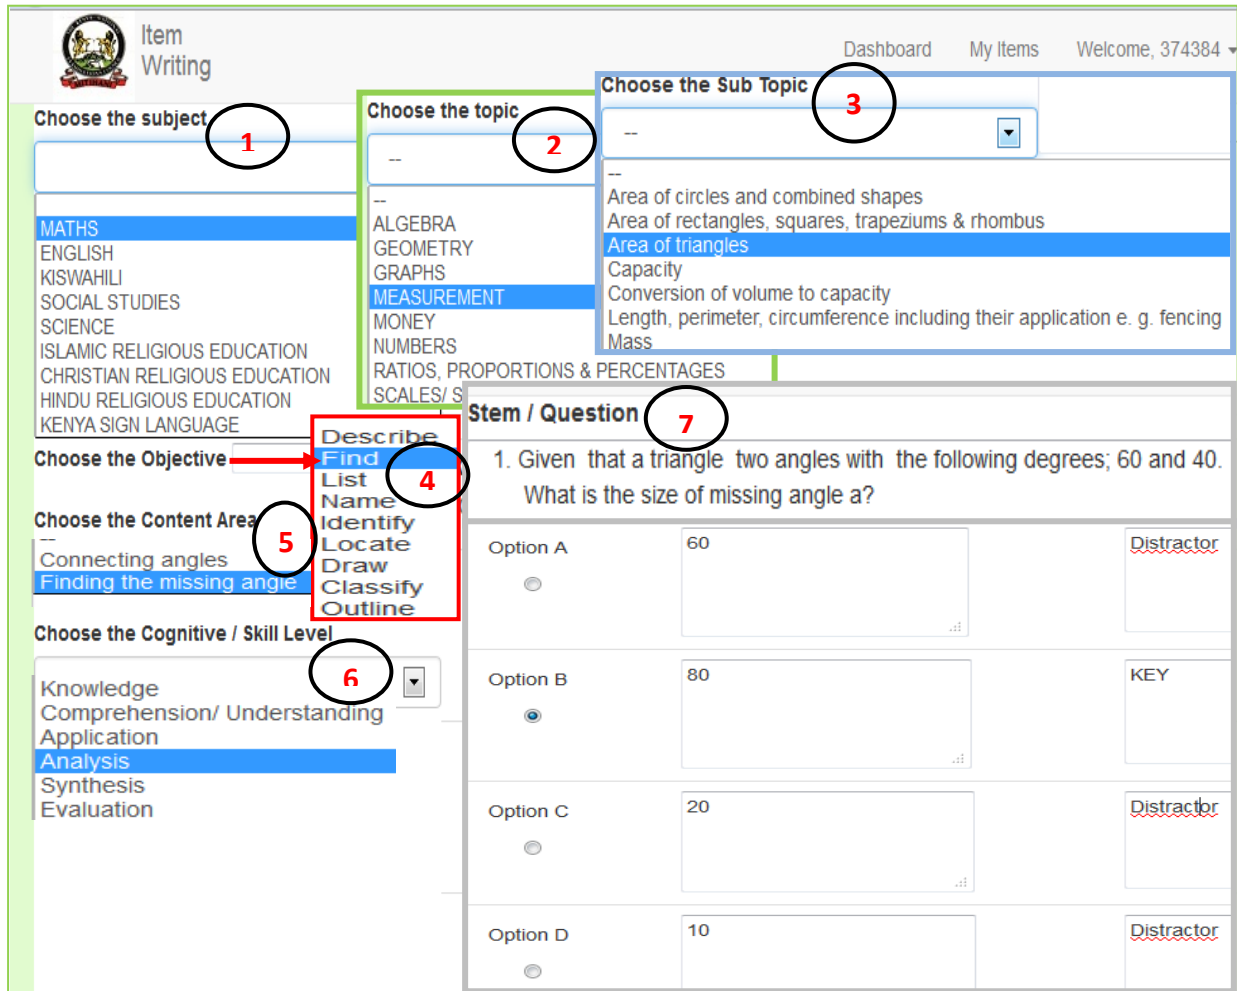 Item
Writing
Dashboard My Items Welcome, 374384
Choose the subject
1
MATHS
ENGLISH
KISWAHILI
SOCIAL STUDIES
SCIENCE
ISLAMIC RELIGIOUS EDUCATION
CHRISTIAN RELIGIOUS EDUCATION
HINDU RELIGIOUS EDUCATION
KENYA SIGN LANGUAGE
Choose the topic
2
--
--
ALGEBRA
GEOMETRY
GRAPHS
MEASUREMENT
MONEY
NUMBERS
RATIOS, PROPORTIONS & PERCENTAGES
SCALES/ S
Choose the Sub Topic
3
--
--
Area of circles and combined shapes
Area of rectangles, squares, trapeziums & rhombus
Area of triangles
Capacity
Conversion of volume to capacity
Length, perimeter, circumference including their application e. g. fencing
Mass
Choose the Objective
4
Describe
Find
List
Name
Identify
Locate
Draw
Classify
Outline
Choose the Content Area
5
--
Connecting angles
Finding the missing angle
Choose the Cognitive / Skill Level
6
Knowledge
Comprehension/ Understanding
Application
Analysis
Synthesis
Evaluation
Stem / Question
7
1. Given that a triangle two angles with the following degrees; 60 and 40.
What is the size of missing angle a?
Option A 60 Distractor
Option B 80 KEY
Option C 20 Distractor
Option D 10 Distractor